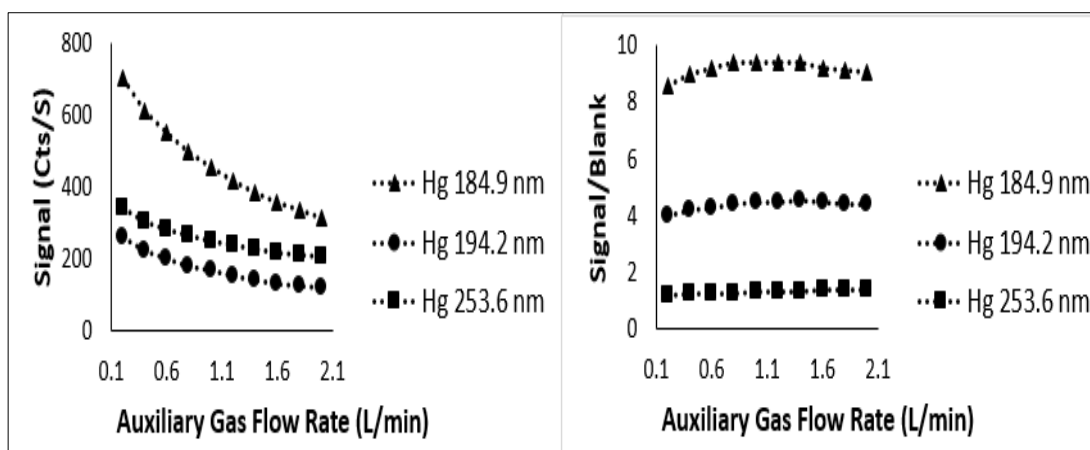 Signal (Cts/S)
800
600
400
200
0
0.1 0.6 1.1 1.6 2.1
Auxiliary Gas Flow Rate (L/min)
Hg 184.9 nm
Hg 194.2 nm
Hg 253.6 nm
Signal/Blank
10
8
6
4
2
0
0.1 0.6 1.1 1.6 2.1
Auxiliary Gas Flow Rate (L/min)
Hg 184.9 nm
Hg 194.2 nm
Hg 253.6 nm